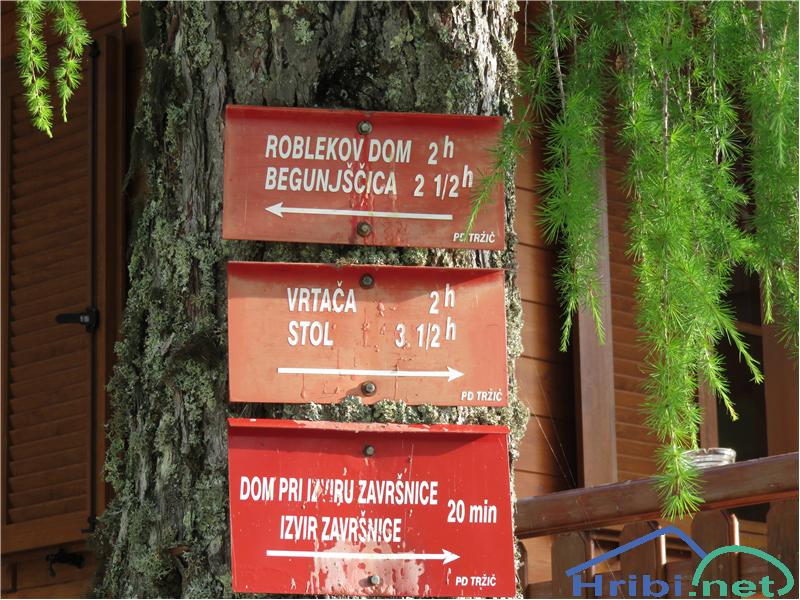 ROBLEKOV DOM 2h
BEGUNJŠČICA 2 1/2h
PD TRŽIČ
VRTAČA 2h
STOL 3 1/2h
PD TRŽIČ
DOM PRI IZVIRU ZAVRŠNICE 20 min
IZVIR ZAVRŠNICE
PD TRŽIČ
Hribi.net